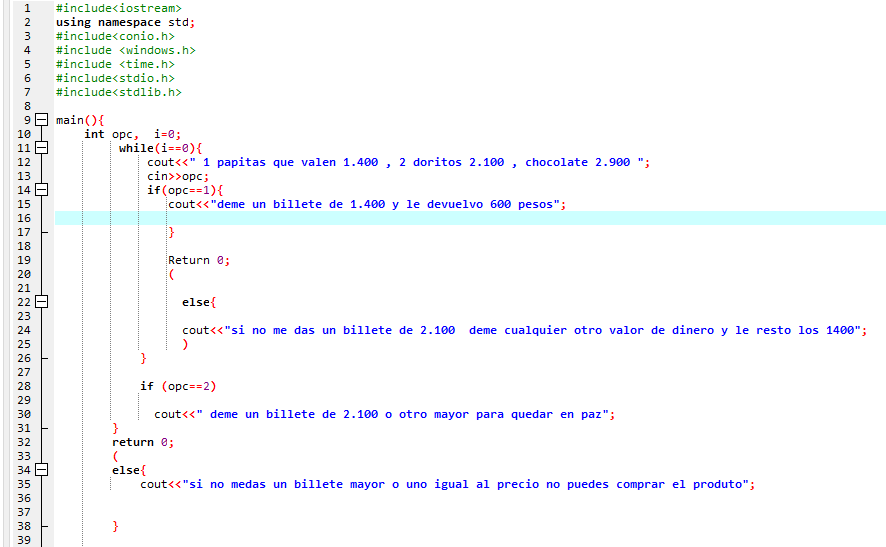 1 #include<iostream>
2 using namespace std;
3 #include<conio.h>
4 #include <windows.h>
5 #include <time.h>
6 #include<stdio.h>
7 #include<stdlib.h>
8
9 main(){
10 int opc,  i=0;
11 while(i==0){
12 cout<<" 1 papitas que valen 1.400 , 2 doritos 2.100 , chocolate 2.900 ";
13 cin>>opc;
14 if(opc==1){
15 cout<<"deme un billete de 1.400 y le devuelvo 600 pesos";
16
17 }
18
19 Return 0;
20 (
21
22 else{
23
24 cout<<"si no me das un billete de 2.100  deme cualquier otro valor de dinero y le resto los 1400";
25 )
26 }
27
28 if (opc==2)
29
30 cout<<" deme un billete de 2.100 o otro mayor para quedar en paz";
31 }
32 return 0;
33 (
34 else{
35 cout<<"si no medas un billete mayor o uno igual al precio no puedes comprar el produto";
36
37
38 }
39